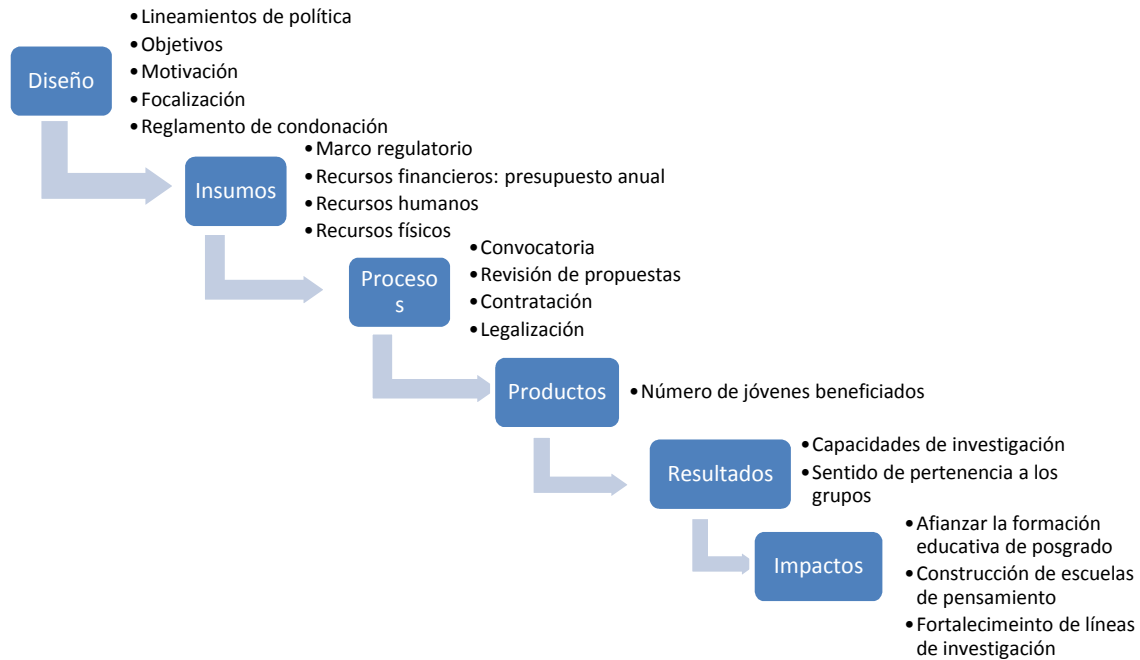 Diseño
•Lineamientos de política
•Objetivos
•Motivación
•Focalización
•Reglamento de condonación
Insumos
•Marco regulatorio
•Recursos financieros: presupuesto anual
•Recursos humanos
•Recursos físicos
Proceso
s
•Convocatoria
•Revisión de propuestas
•Contratación
•Legalización
Productos
•Número de jóvenes beneficiados
Resultados
•Capacidades de investigación
•Sentido de pertenencia a los
grupos
Impactos
•Afianzar la formación
educativa de posgrado
•Construcción de escuelas
de pensamiento
•Fortalecimeinto de líneas
de investigación